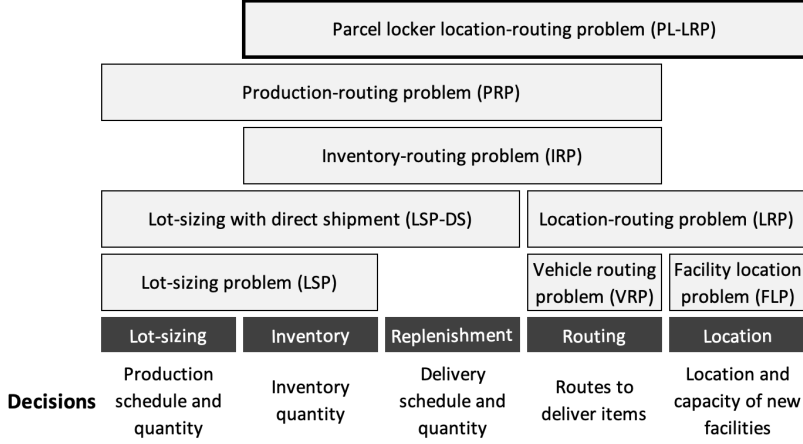 Parcel locker location-routing problem (PL-LRP)
Production-routing problem (PRP)
Inventory-routing problem (IRP)
Lot-sizing with direct shipment (LSP-DS)
Location-routing problem (LRP)
Lot-sizing problem (LSP)
Vehicle routing
problem (VRP)
Facility location
problem (FLP)
Lot-sizing
Inventory
Replenishment
Routing
Location
Decisions
Production
schedule and
quantity
Inventory
quantity
Delivery
schedule and
quantity
Routes to
deliver items
Location and
capacity of new
facilities